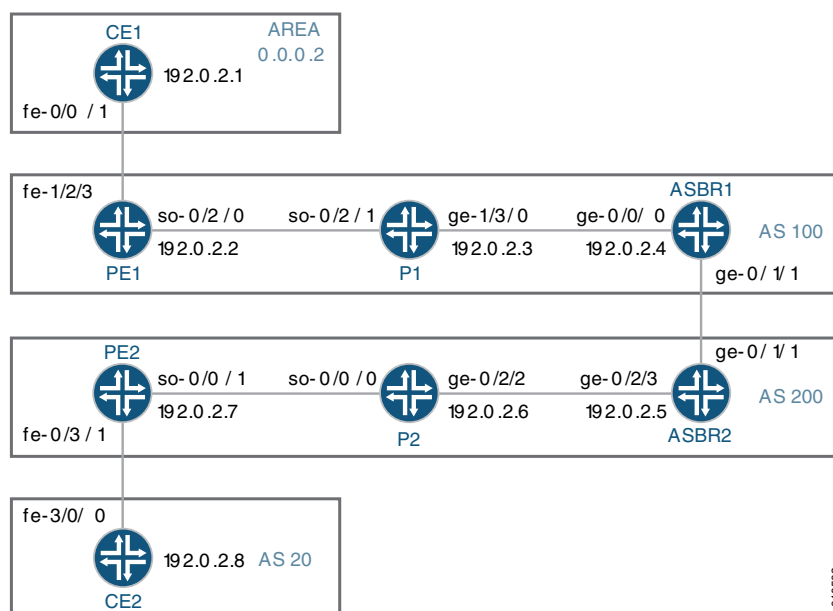 CE1
AREA
0.0.0.2
192.0.2.1
fe-0/0 / 1
fe-1/2/3
ASBR1
so-0/2 / 0
so-0/2 / 1
ge-1/3/ 0
ge-0/0/ 0
AS 100
192.0.2.2
192.0.2.3
192.0.2.4
PE1
P1
ge-0/ 1/ 1
PE2
ge-0/ 1/ 1
so-0/0 / 1
so-0/0 / 0
ge-0/2/2
ge-0/2/3
AS 200
192.0.2.7
192.0.2.6
192.0.2.5
fe-0/3 / 1
P2
ASBR2
fe-3/0/ 0
192.0.2.8
AS 20
CE2